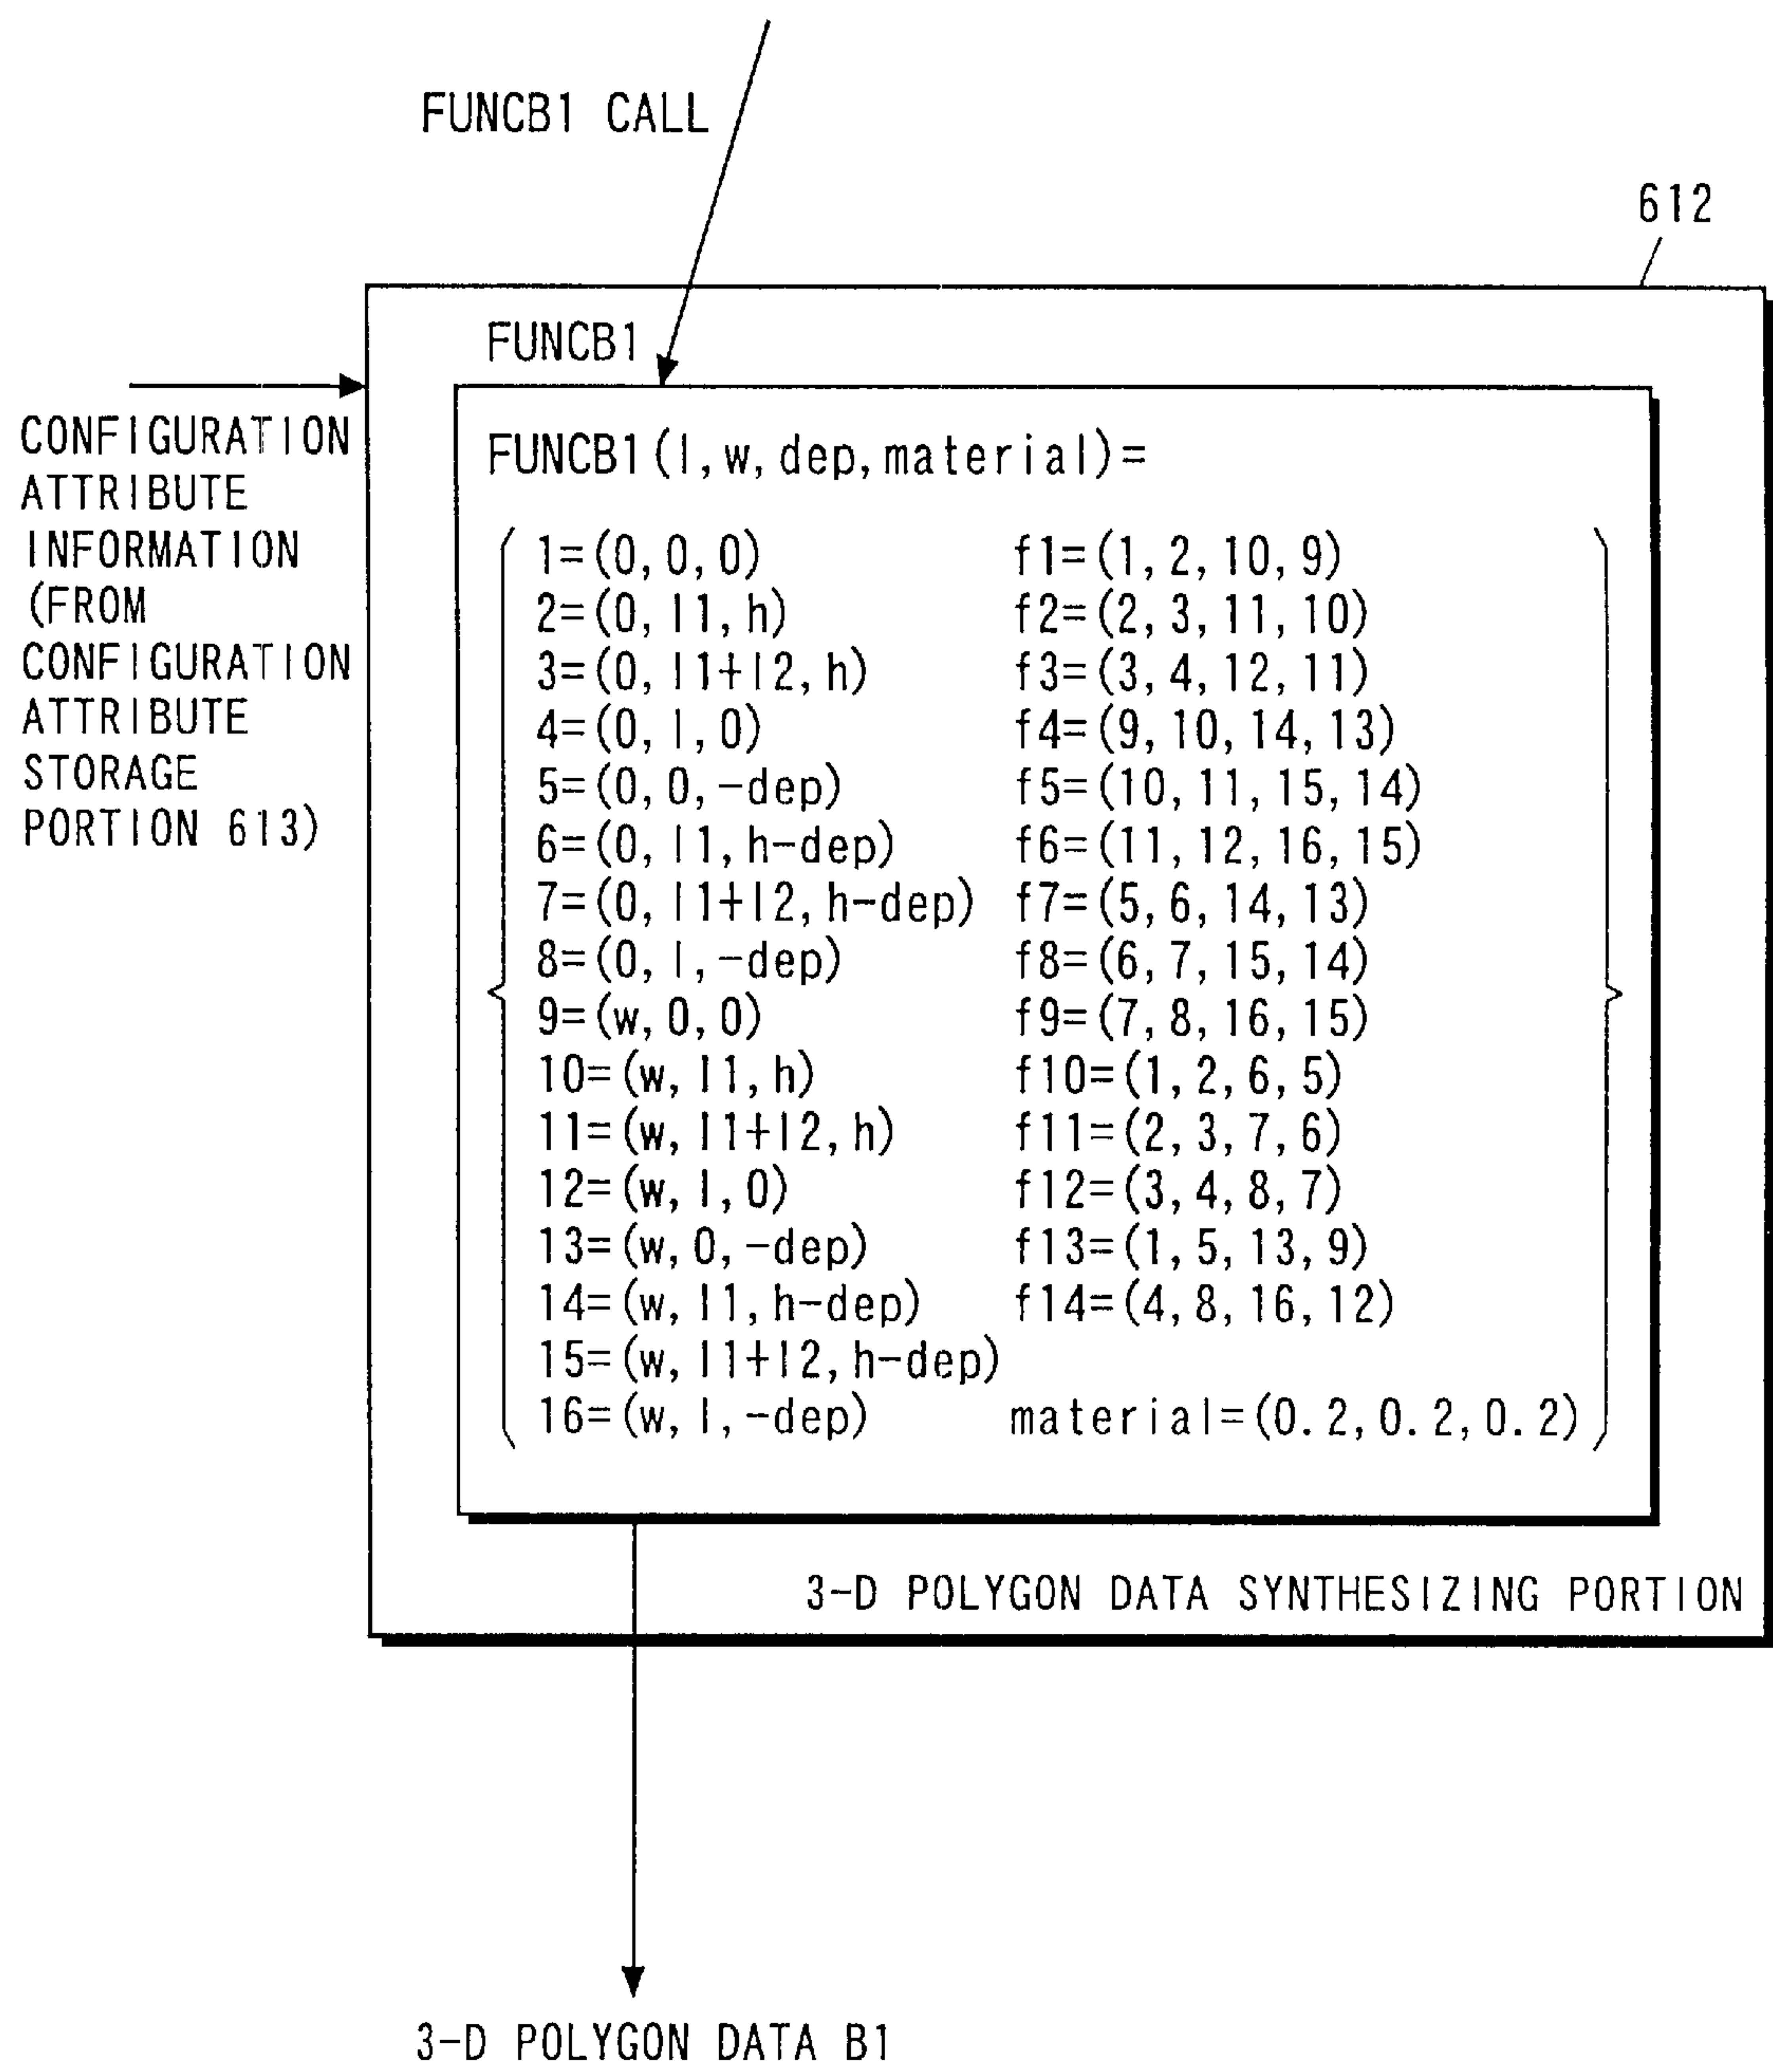 FUNCB1 CALL
612
FUNCB1
CONFIGURATION
ATTRIBUTE
INFORMATION
(FROM
CONFIGURATION
ATTRIBUTE
STORAGE
PORTION 613)
FUNCB1(l,w,dep,material)=
1=(0,0,0) f1=(1,2,10,9)
2=(0,l1,h) f2=(2,3,11,10)
3=(0,l1+l2,h) f3=(3,4,12,11)
4=(0,l,0) f4=(9,10,14,13)
5=(0,0,-dep) f5=(10,11,15,14)
6=(0,l1,h-dep) f6=(11,12,16,15)
7=(0,l1+l2,h-dep) f7=(5,6,14,13)
8=(0,l,-dep) f8=(6,7,15,14)
9=(w,0,0) f9=(7,8,16,15)
10=(w,l1,h) f10=(1,2,6,5)
11=(w,l1+l2,h) f11=(2,3,7,6)
12=(w,l,0) f12=(3,4,8,7)
13=(w,0,-dep) f13=(1,5,13,9)
14=(w,l1,h-dep) f14=(4,8,16,12)
15=(w,l1+l2,h-dep)
16=(w,l,-dep) material=(0.2,0.2,0.2)
3-D POLYGON DATA SYNTHESIZING PORTION
3-D POLYGON DATA B1